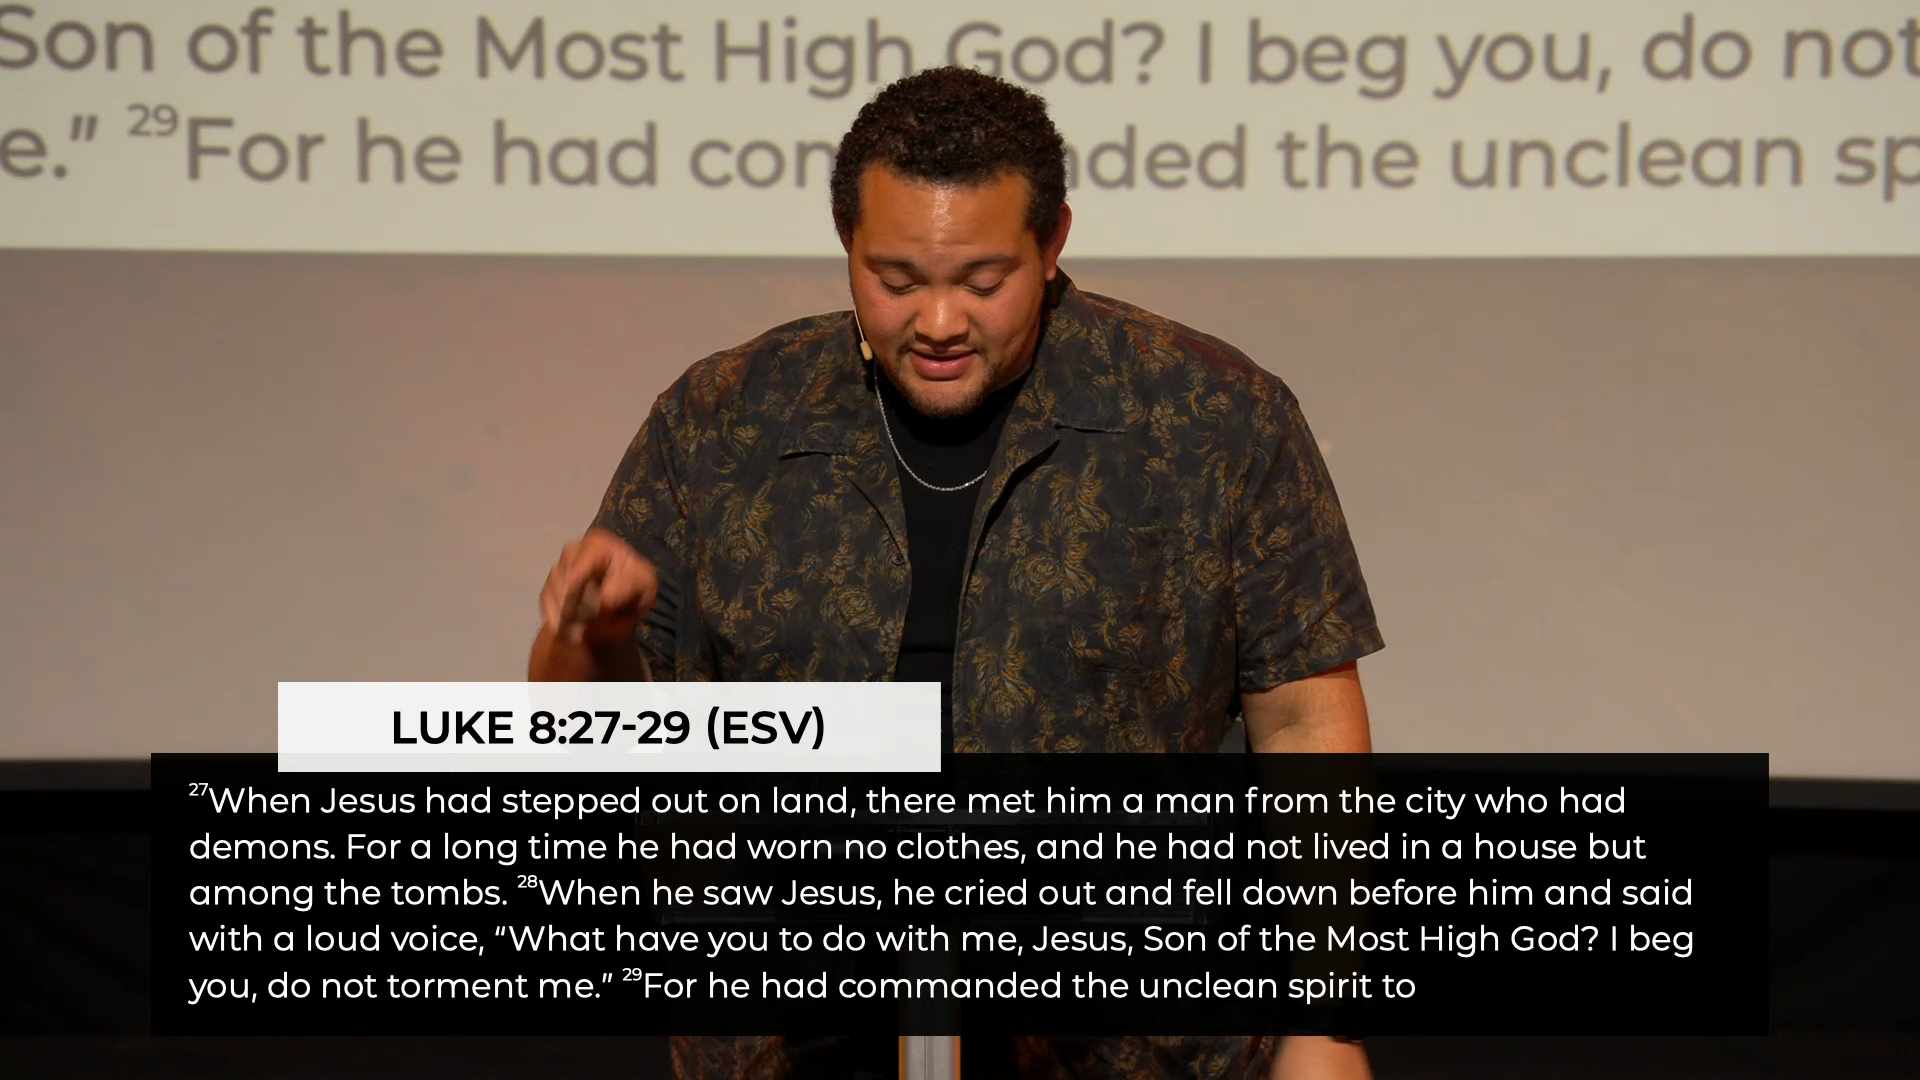 Son of the Most High God? I beg you, do not
e.” ²⁹For he had con nded the unclean sp
LUKE 8:27-29 (ESV)
²⁷When Jesus had stepped out on land, there met him a man from the city who had
demons. For a long time he had worn no clothes, and he had not lived in a house but
among the tombs. ²⁸When he saw Jesus, he cried out and fell down before him and said
with a loud voice, “What have you to do with me, Jesus, Son of the Most High God? I beg
you, do not torment me.” ²⁹For he had commanded the unclean spirit to